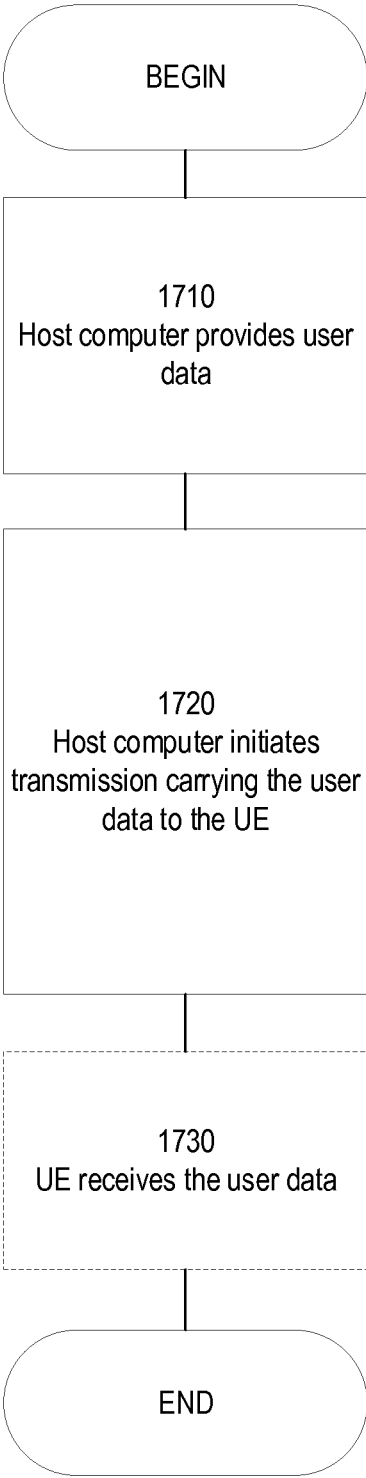 BEGIN
1710
Host computer provides user
data
1720
Host computer initiates
transmission carrying the user
data to the UE
1730
UE receives the user data
END